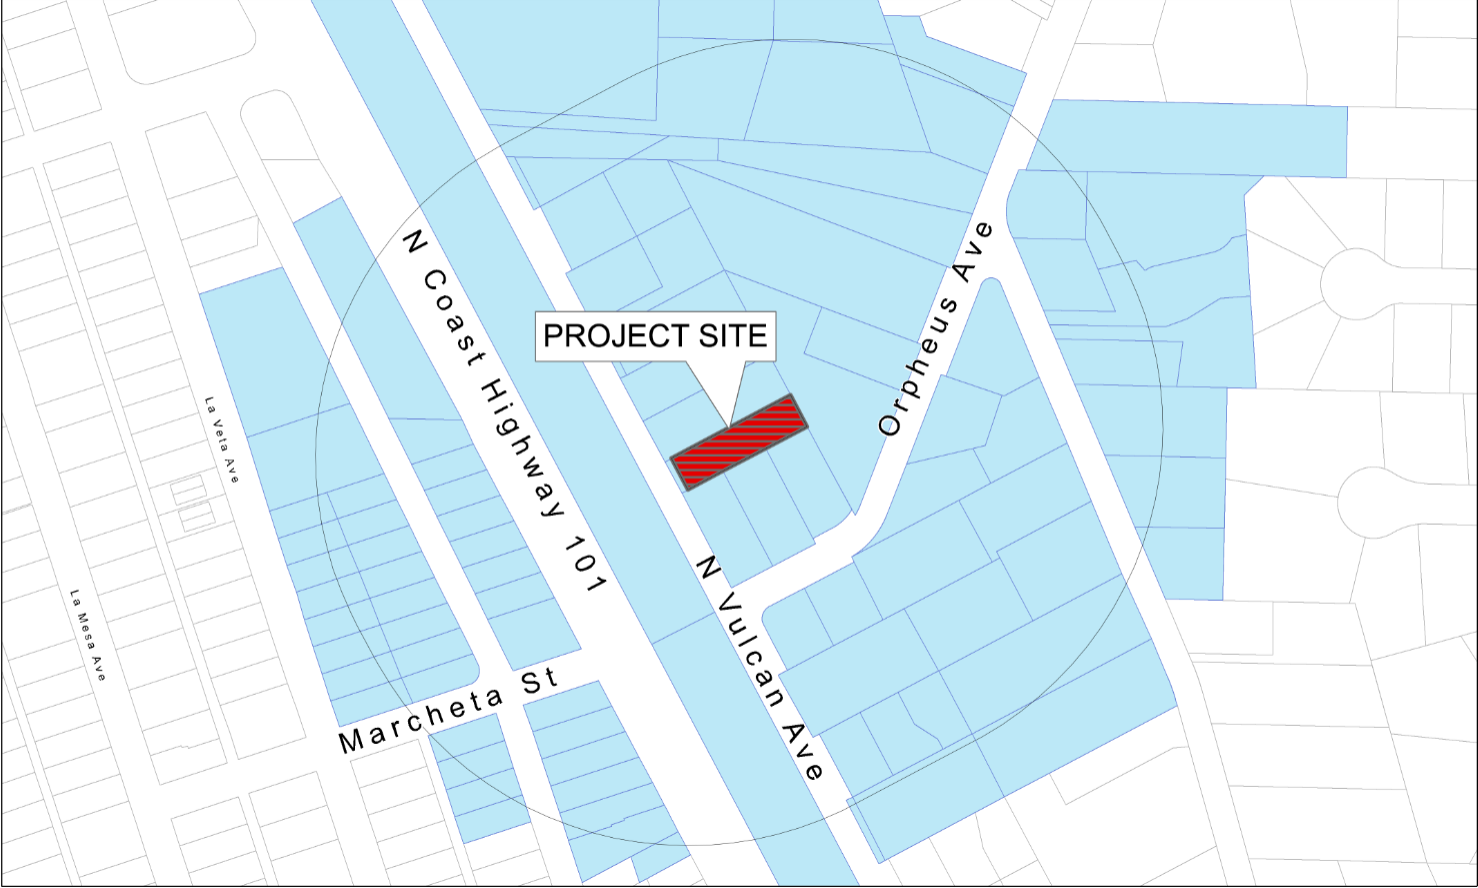 N Coast Highway 101
PROJECT SITE
Orpheus Ave
La Veta Ave
N Vulcan Ave
La Mesa Ave
Marcheta St